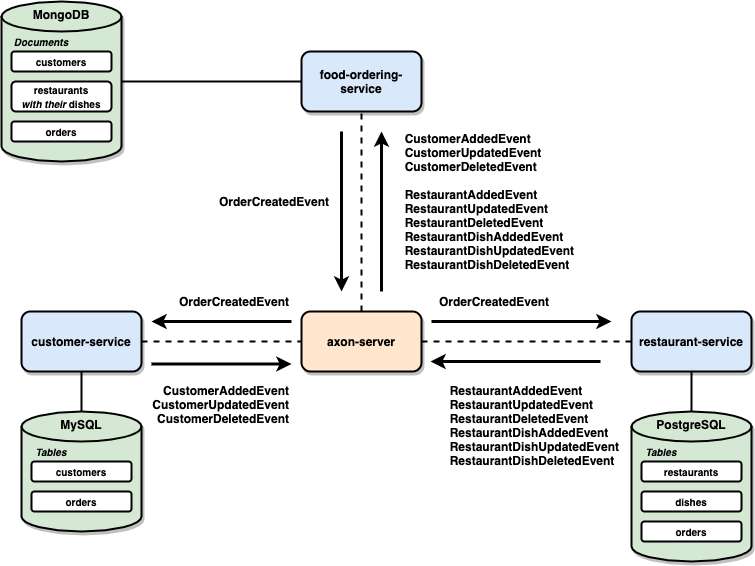 MongoDB
Documents
customers
restaurants
with their dishes
orders
food-ordering-
service
CustomerAddedEvent
CustomerUpdatedEvent
CustomerDeletedEvent
RestaurantAddedEvent
RestaurantUpdatedEvent
RestaurantDeletedEvent
RestaurantDishAddedEvent
RestaurantDishUpdatedEvent
RestaurantDishDeletedEvent
OrderCreatedEvent
OrderCreatedEvent
OrderCreatedEvent
customer-service
axon-server
restaurant-service
CustomerAddedEvent
CustomerUpdatedEvent
CustomerDeletedEvent
RestaurantAddedEvent
RestaurantUpdatedEvent
RestaurantDeletedEvent
RestaurantDishAddedEvent
RestaurantDishUpdatedEvent
RestaurantDishDeletedEvent
MySQL
Tables
customers
orders
PostgreSQL
Tables
restaurants
dishes
orders